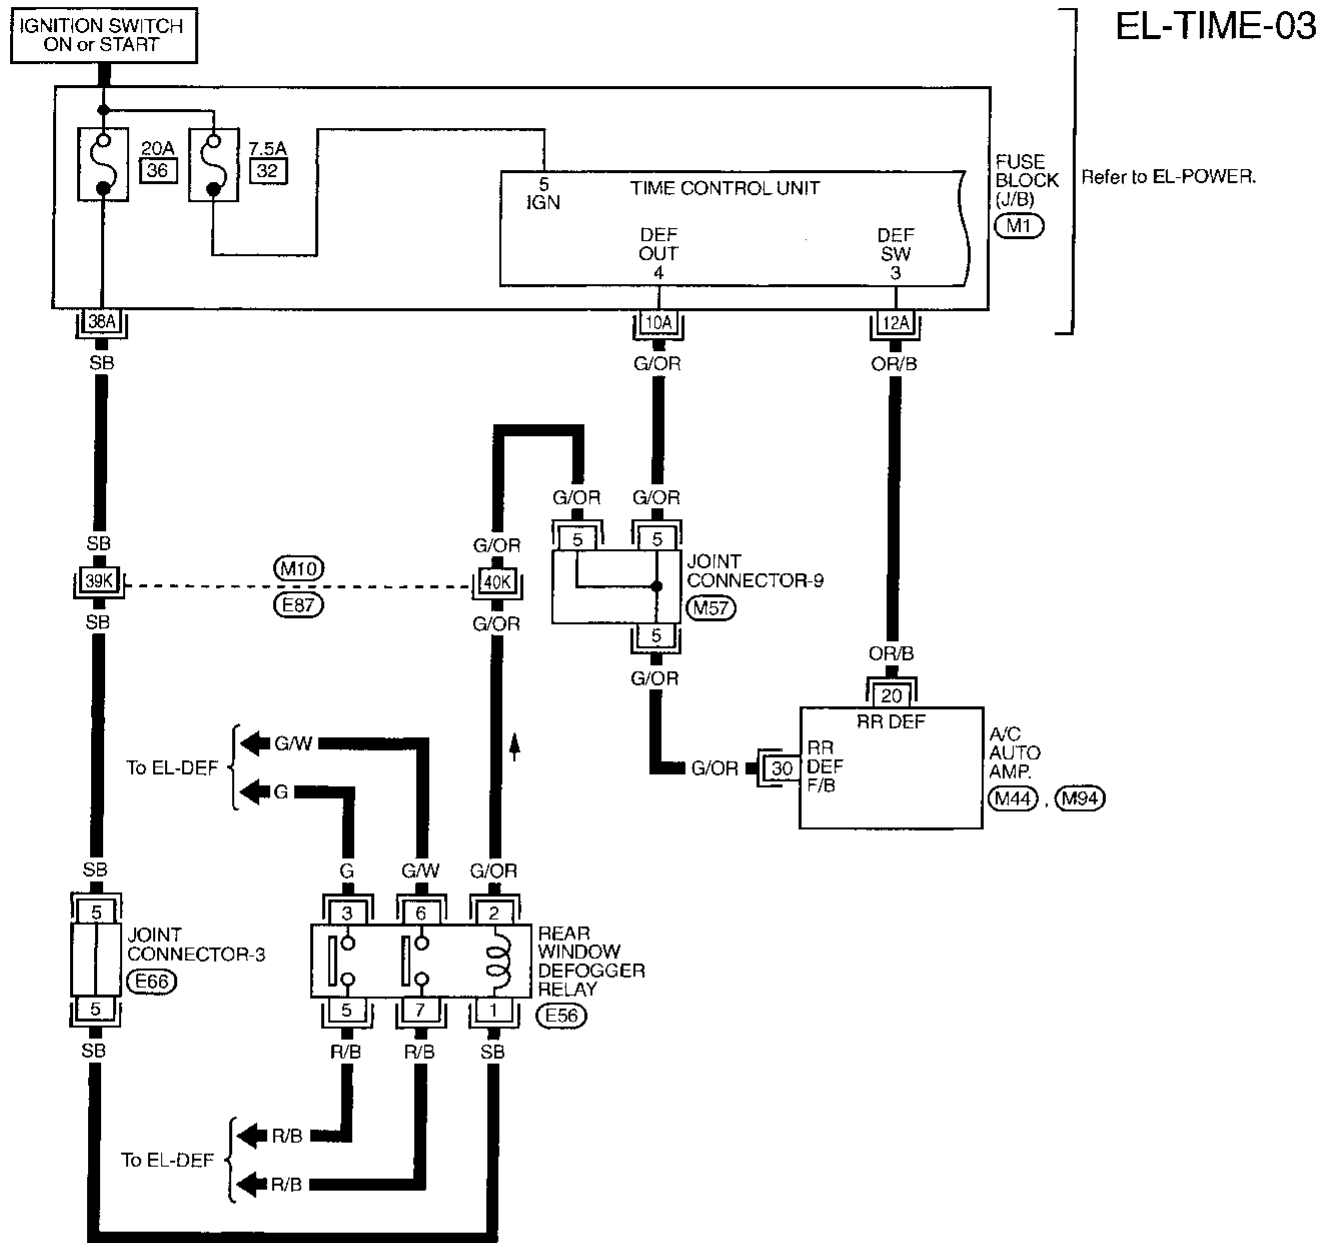 EL-TIME-03
IGNITION SWITCH
ON or START
20A
36
7.5A
32
5
IGN
TIME CONTROL UNIT
DEF
OUT
4
DEF
SW
3
FUSE
BLOCK
(J/B)
M1
Refer to EL-POWER.
38A
10A
12A
SB
G/OR
OR/B
G/OR
G/OR
SB
G/OR
5
5
JOINT
CONNECTOR-9
M57
39K
M10
E87
40K
SB
G/OR
5
G/OR
OR/B
20
RR DEF
A/C
AUTO
AMP.
M44 , M94
G/OR
30
RR
DEF
F/B
To EL-DEF
G/W
G
SB
G
G/W
G/OR
5
3
6
2
JOINT
CONNECTOR-3
E66
REAR
WINDOW
DEFOGGER
RELAY
E56
5
5
7
1
SB
R/B
R/B
SB
To EL-DEF
R/B
R/B